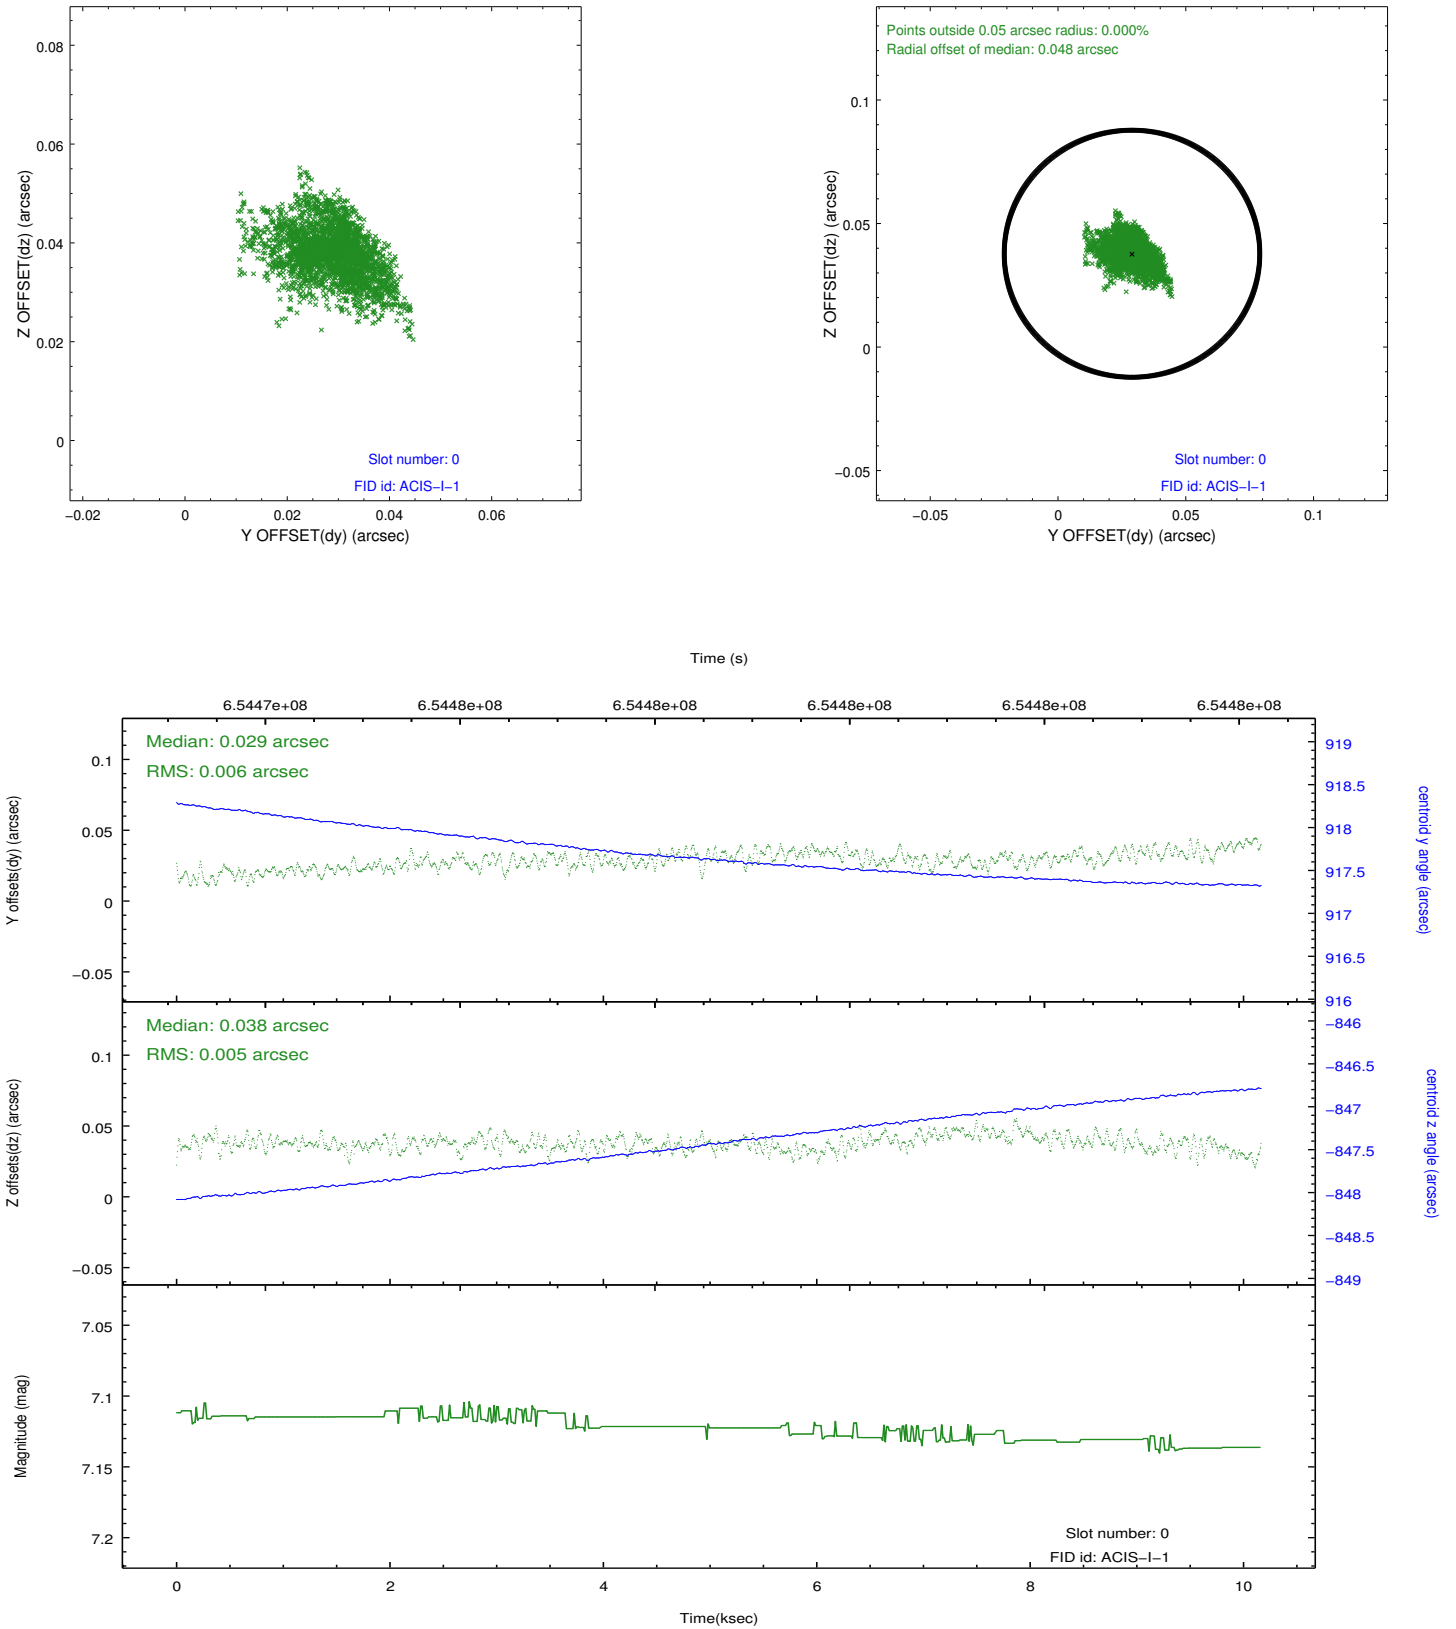 0.08
0.06
0.04
0.02
0
Z OFFSET(dz) (arcsec)
Slot number: 0
FID id: ACIS−I−1
−0.02
0
0.02
0.04
0.06
Y OFFSET(dy) (arcsec)
Points outside 0.05 arcsec radius: 0.000%
Radial offset of median: 0.048 arcsec
0.1
0.05
0
−0.05
Z OFFSET(dz) (arcsec)
Slot number: 0
FID id: ACIS−I−1
−0.05
0
0.05
0.1
Y OFFSET(dy) (arcsec)
Time (s)
6.5447e+08
6.5448e+08
6.5448e+08
6.5448e+08
6.5448e+08
6.5448e+08
Median: 0.029 arcsec
RMS: 0.006 arcsec
0.1
0.05
0
−0.05
Y offsets(dy) (arcsec)
919
918.5
918
917.5
917
916.5
916
centroid y angle (arcsec)
Median: 0.038 arcsec
RMS: 0.005 arcsec
0.1
0.05
0
−0.05
Z offsets(dz) (arcsec)
−846
−846.5
−847
−847.5
−848
−848.5
−849
centroid z angle (arcsec)
7.05
7.1
7.15
7.2
Magnitude (mag)
Slot number: 0
FID id: ACIS−I−1
0
2
4
6
8
10
Time(ksec)